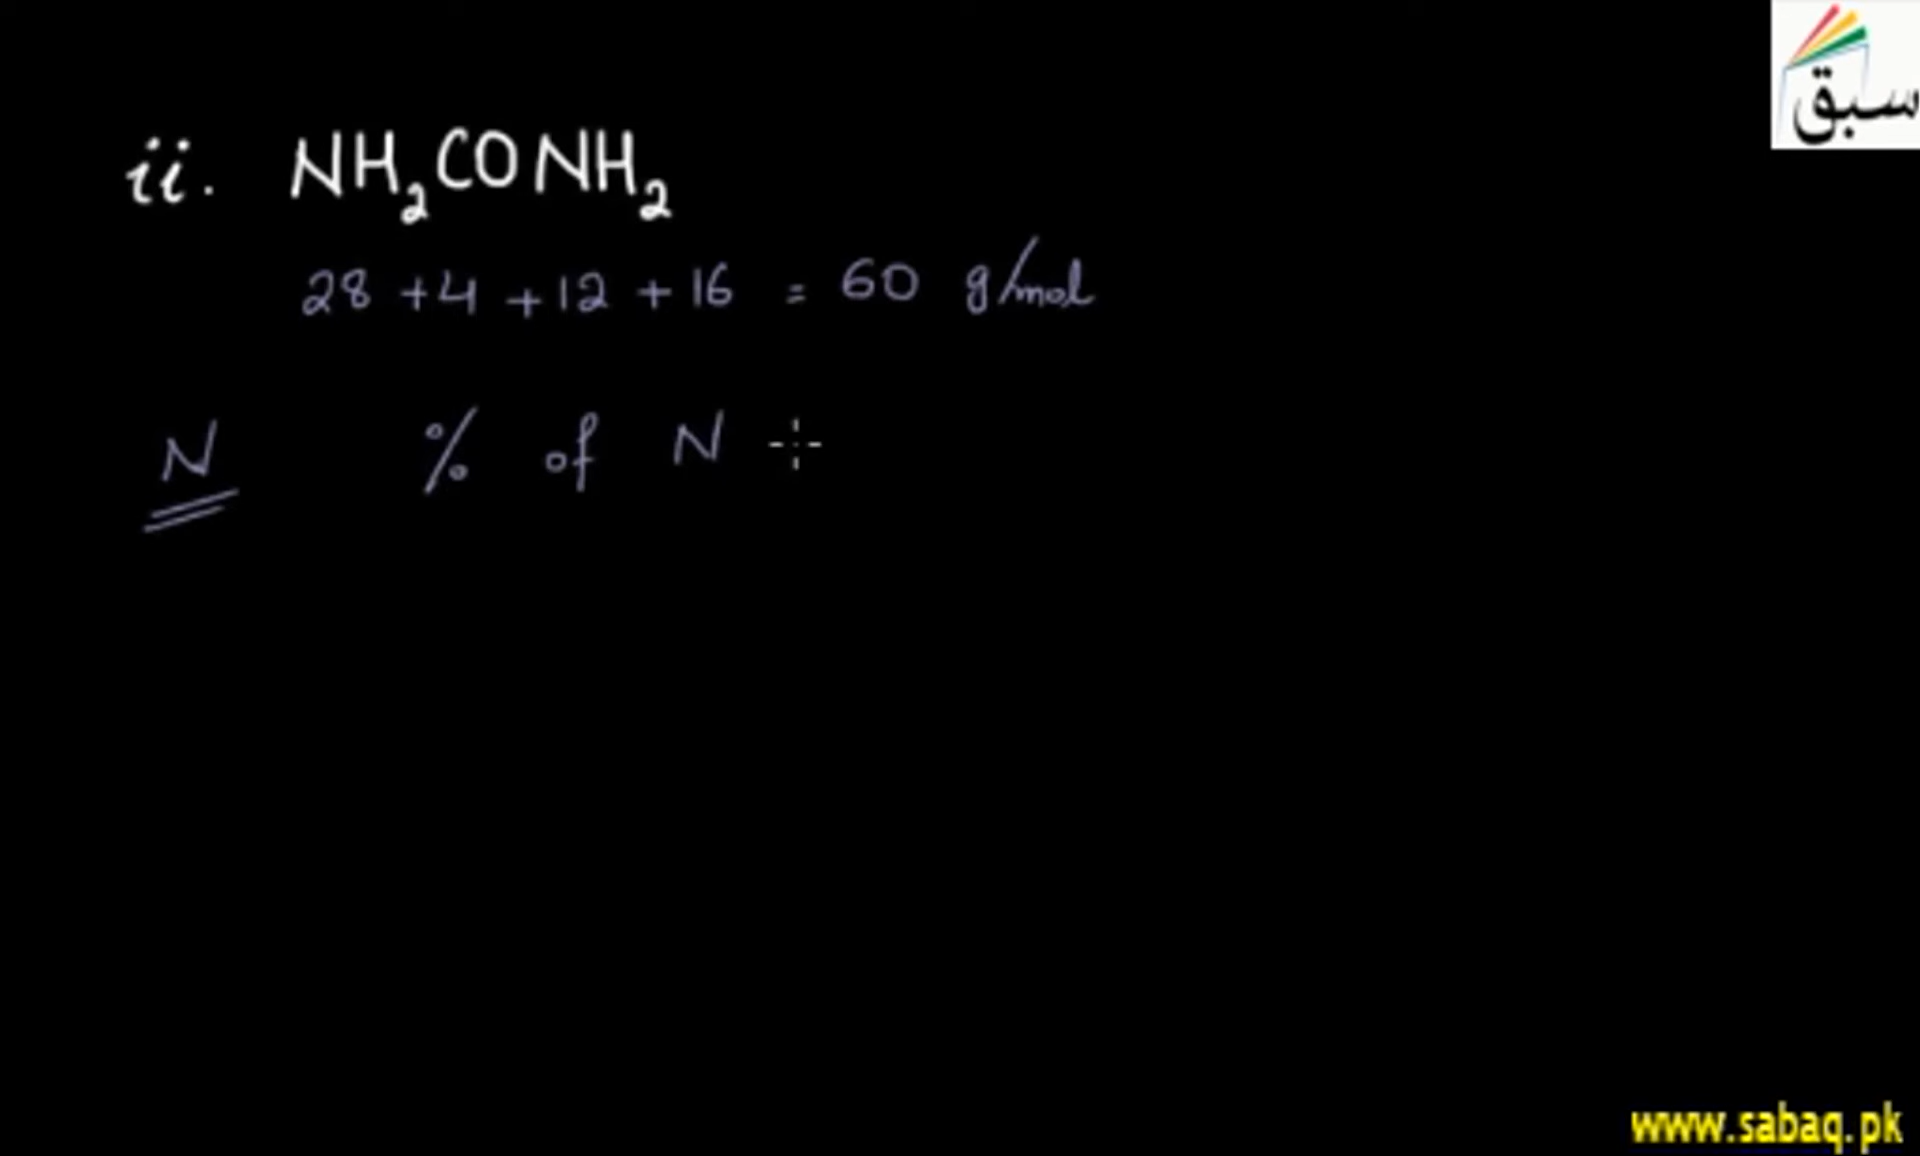 سبق
ii. NH₂CONH₂
28 + 4 + 12 + 16 = 60 g/mol
N % of N
www.sabaq.pk